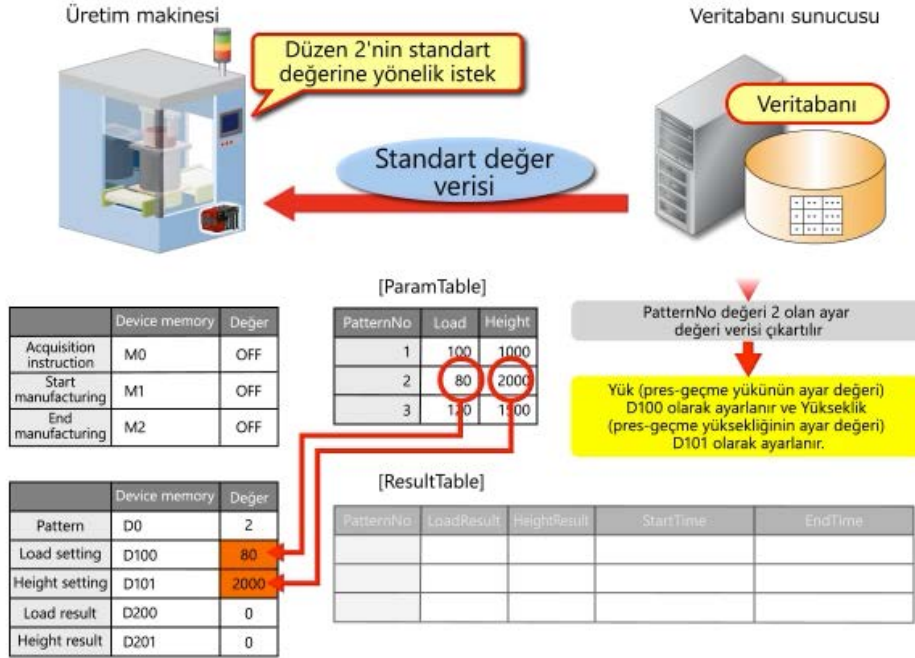 Üretim makinesi
Veritabanı sunucusu
Düzen 2'nin standart
değerine yönelik istek
Veritabanı
Standart değer
verisi
[ParamTable]
PatternNo Load Height
1 100 1000
2 80 2000
3 120 1500
PatternNo değeri 2 olan ayar
değeri verisi çıkartılır
Yük (pres-geçme yükünün ayar değeri)
D100 olarak ayarlanır ve Yükseklik
(pres-geçme yüksekliğinin ayar değeri)
D101 olarak ayarlanır.
Device memory Değer
Acquisition
instruction M0 OFF
Start
manufacturing M1 OFF
End
manufacturing M2 OFF
Device memory Değer
Pattern D0 2
Load setting D100 80
Height setting D101 2000
Load result D200 0
Height result D201 0
[ResultTable]
PatternNo LoadResult HeightResult StartTime EndTime